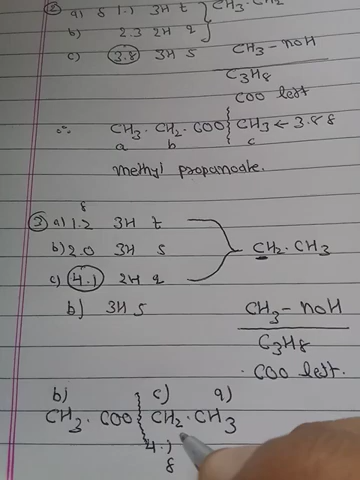 ② a) δ 1.1 3H t } CH3.CH2
b) 2.3 2H q
c) 3.8 3H s CH3 – noH
C3H8
COO left
∴ CH3.CH2.COO CH3 ← 3.8 δ
a b c
methyl propanoate.
δ
③ a) 1.2 3H t
b) 2.0 3H s CH2.CH3
c) 4.1 2H q
b) 3H s CH3 – noH
C3H8
. COO left.
b) c) a)
CH3.COO CH2.CH3
4.1
δ